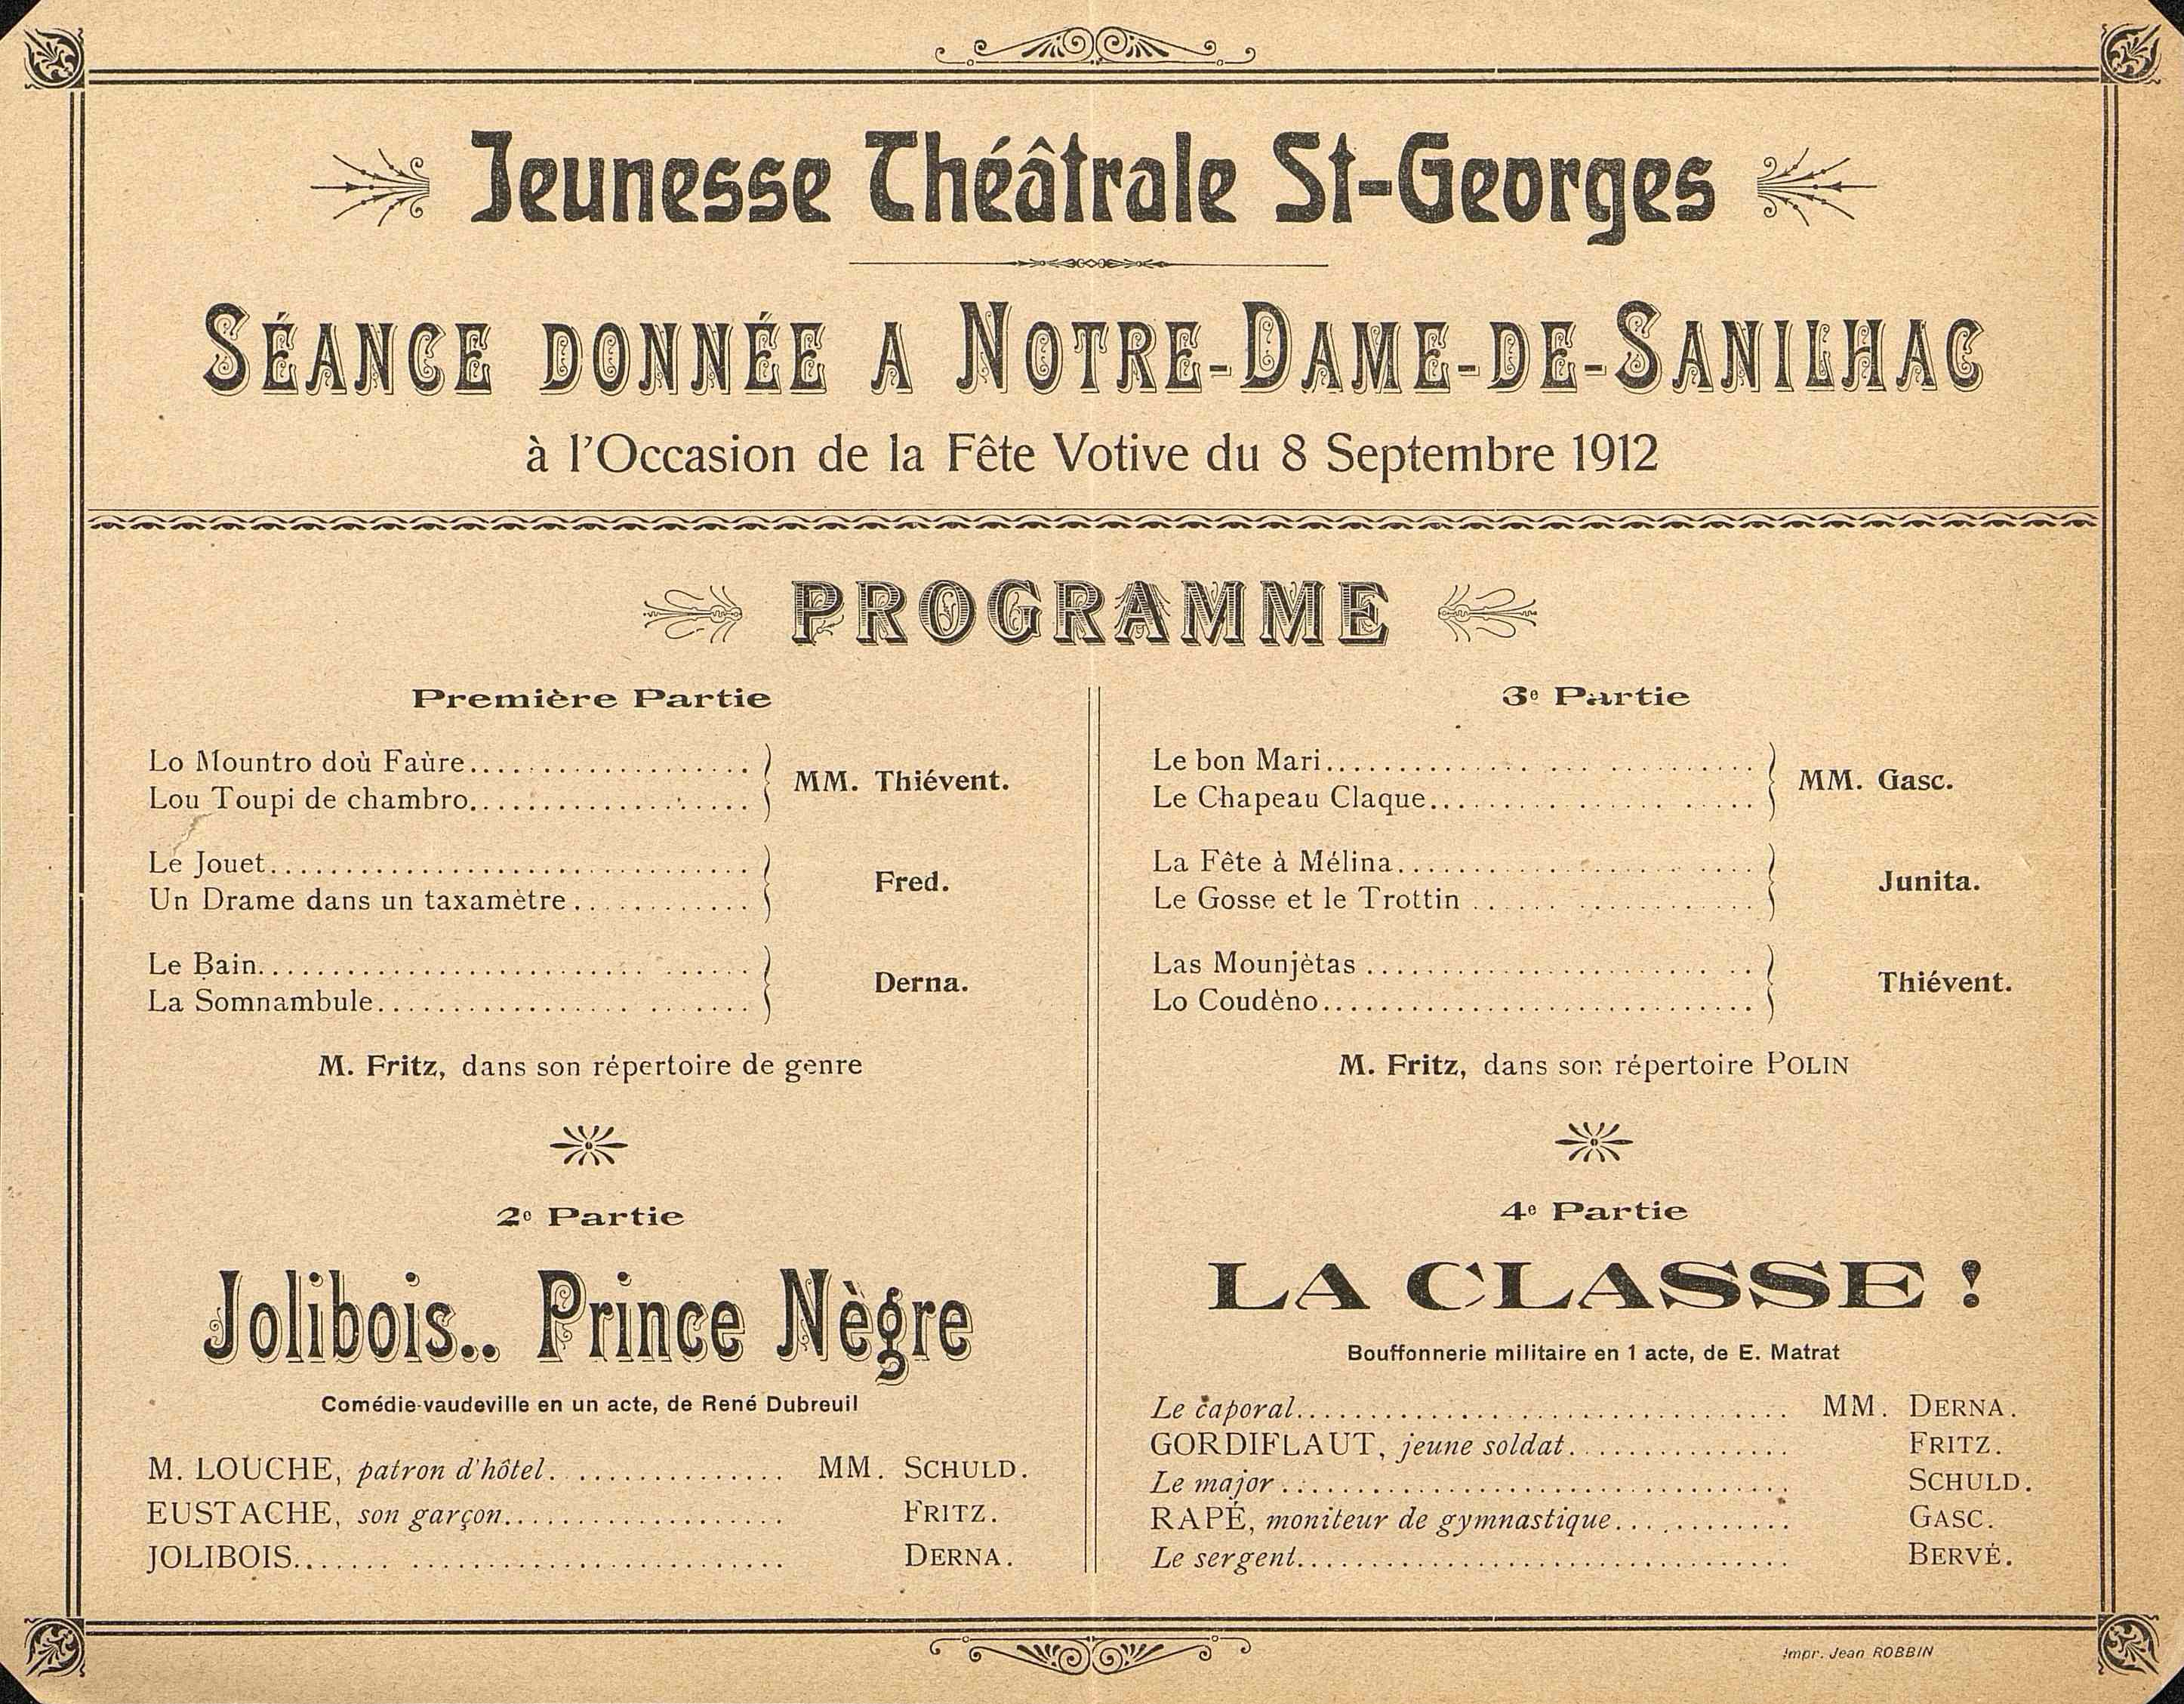 Jeunesse Théâtrale St-Georges
SÉANCE DONNÉE A NOTRE-DAME-DE-SANILHAC
à l'Occasion de la Fête Votive du 8 Septembre 1912
PROGRAMME
Première Partie
Lo Mountro doù Faùre
Lou Toupi de chambro
MM. Thiévent.
Le Jouet
Un Drame dans un taxamètre
Fred.
Le Bain
La Somnambule
Derna.
M. Fritz, dans son répertoire de genre
2e Partie
Jolibois.. Prince Nègre
Comédie-vaudeville en un acte, de René Dubreuil
M. LOUCHE, patron d'hôtel. MM. SCHULD.
EUSTACHE, son garçon FRITZ.
JOLIBOIS DERNA.
3e Partie
Le bon Mari
Le Chapeau Claque
MM. Gasc.
La Fête à Mélina
Le Gosse et le Trottin
Junita.
Las Mounjètas
Lo Coudèno
Thiévent.
M. Fritz, dans son répertoire POLIN
4e Partie
LA CLASSE !
Bouffonnerie militaire en 1 acte, de E. Matrat
Le caporal MM. DERNA.
GORDIFLAUT, jeune soldat FRITZ.
Le major SCHULD.
RAPÉ, moniteur de gymnastique GASC.
Le sergent BERVÉ.
Impr. Jean ROBBIN